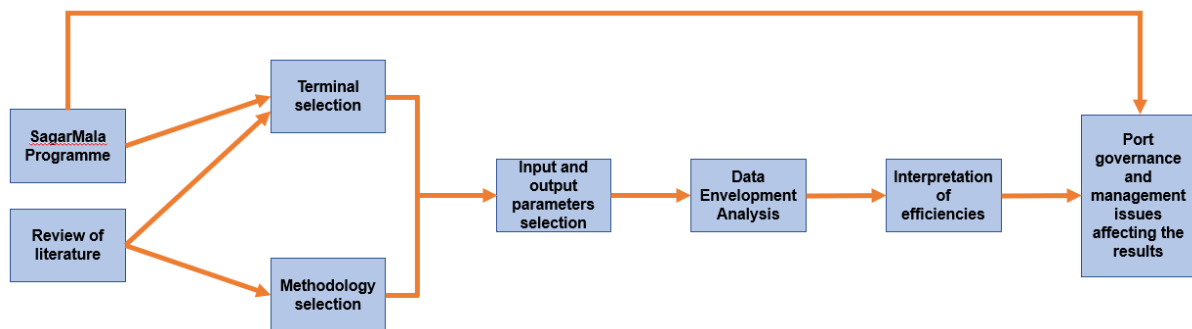 SagarMala
Programme
Review of
literature
Terminal
selection
Methodology
selection
Input and
output
parameters
selection
Data
Envelopment
Analysis
Interpretation
of
efficiencies
Port
governance
and
management
issues
affecting the
results